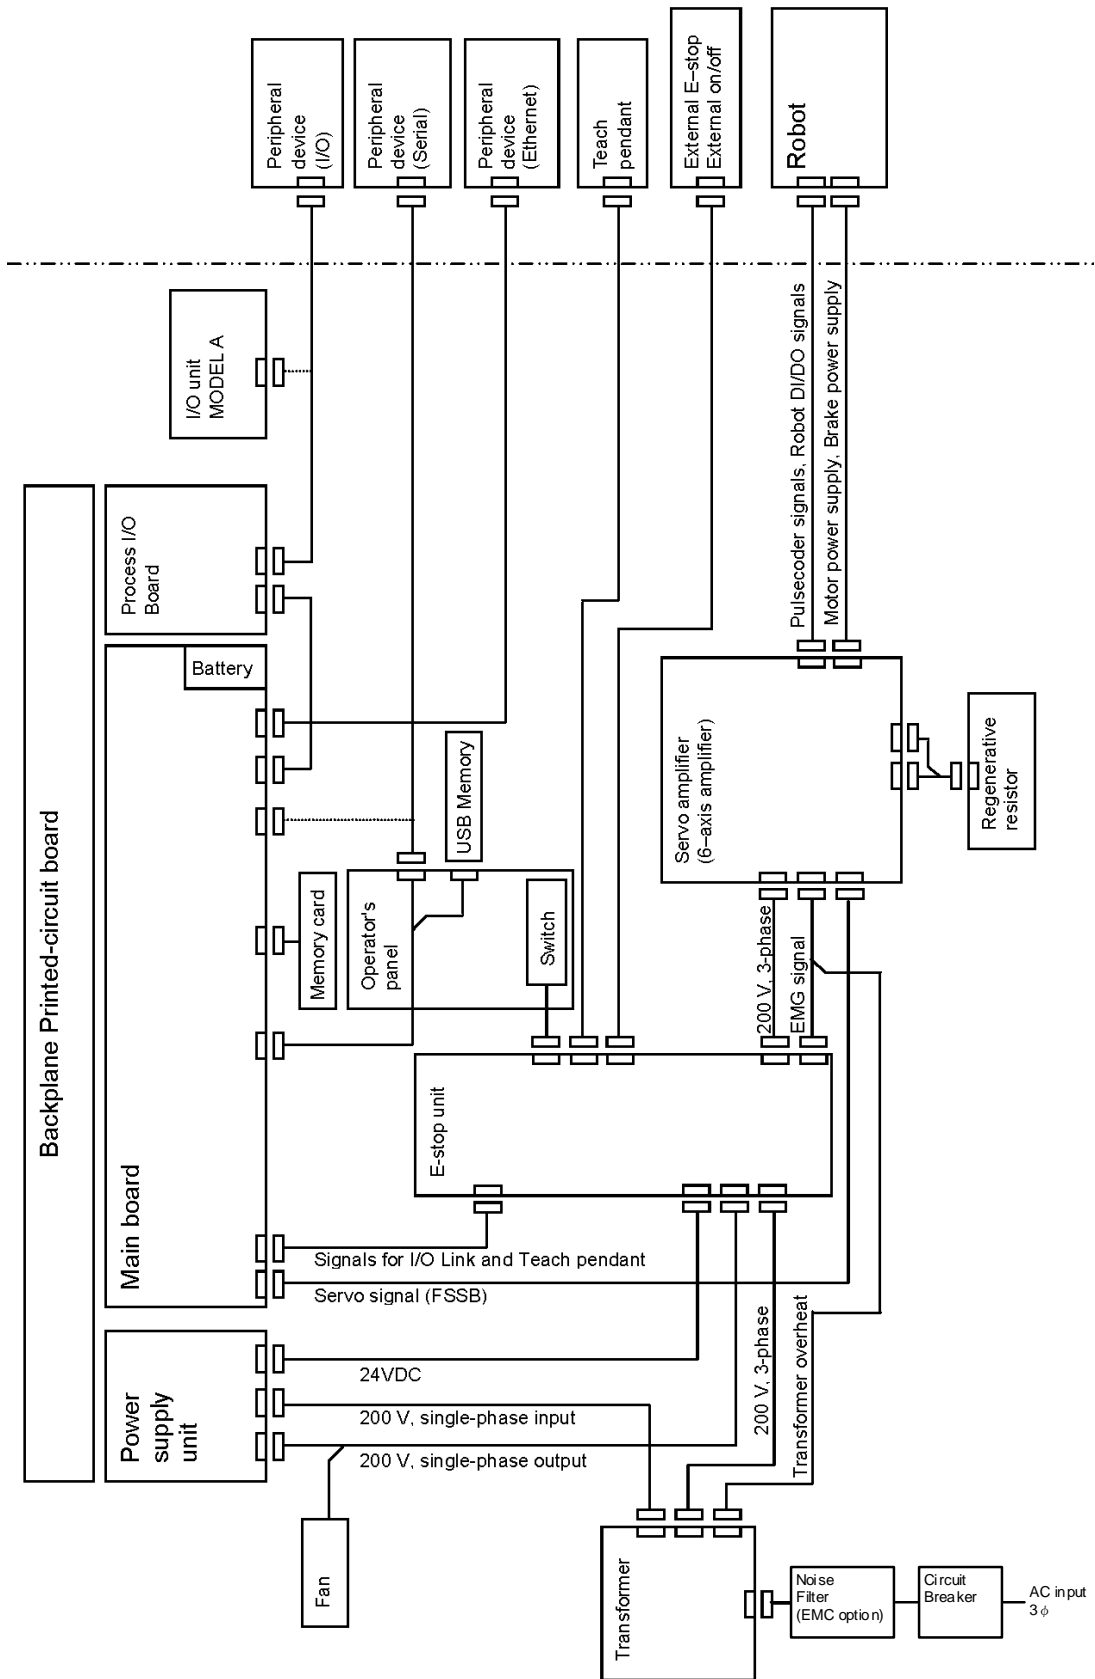 Peripheral
device
(I/O)
Peripheral
device
(Serial)
Peripheral
device
(Ethernet)
Teach
pendant
External E–stop
External on/off
Robot
I/O unit
MODEL A
Pulsecoder signals, Robot DI/DO signals
Motor power supply, Brake power supply
Backplane Printed-circuit board
Process I/O
Board
Main board
Battery
Memory card
Operator's
panel
USB Memory
Switch
Servo amplifier
(6–axis amplifier)
Regenerative
resistor
200 V, 3-phase
EMG signal
E-stop unit
Signals for I/O Link and Teach pendant
Servo signal (FSSB)
Power
supply
unit
24VDC
200 V, single-phase input
200 V, single-phase output
200 V, 3-phase
Transformer overheat
Fan
Transformer
Noise
Filter
(EMC option)
Circuit
Breaker
AC input
3 ϕ